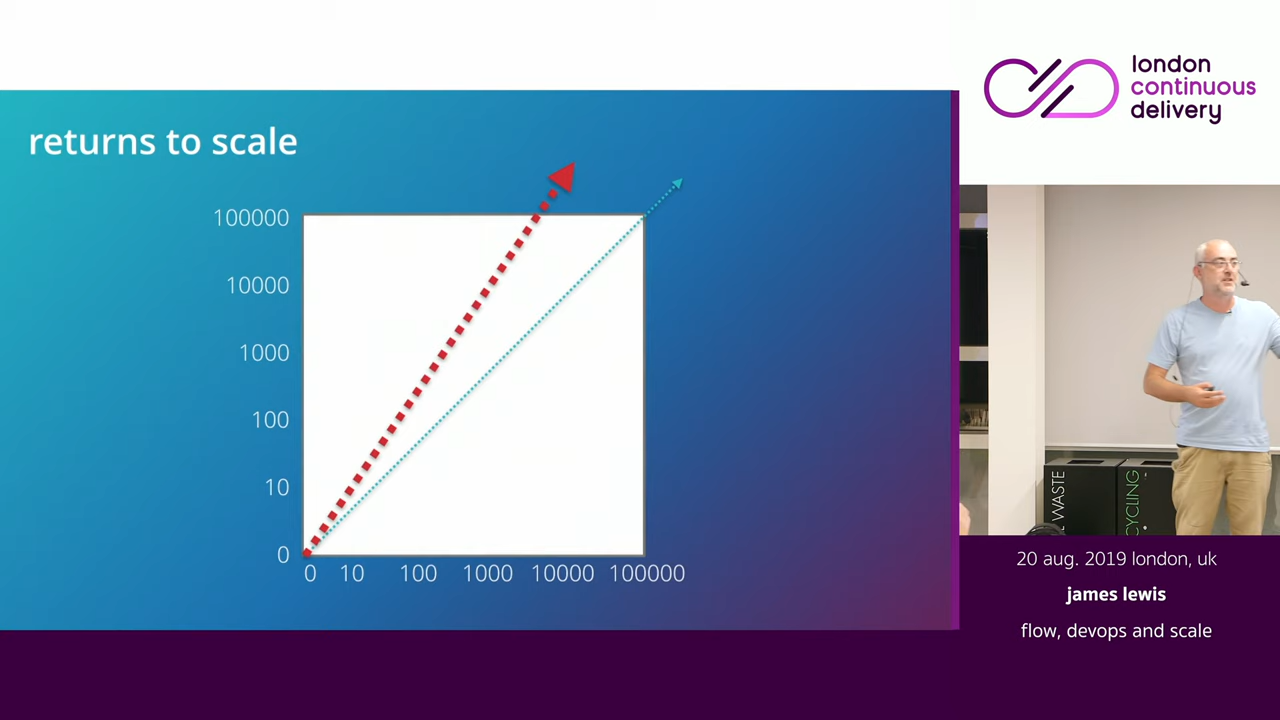 returns to scale
100000
10000
1000
100
10
0
0 10 100 1000 10000 100000
london
continuous
delivery
WASTE
CYCLING
20 aug. 2019 london, uk
james lewis
flow, devops and scale